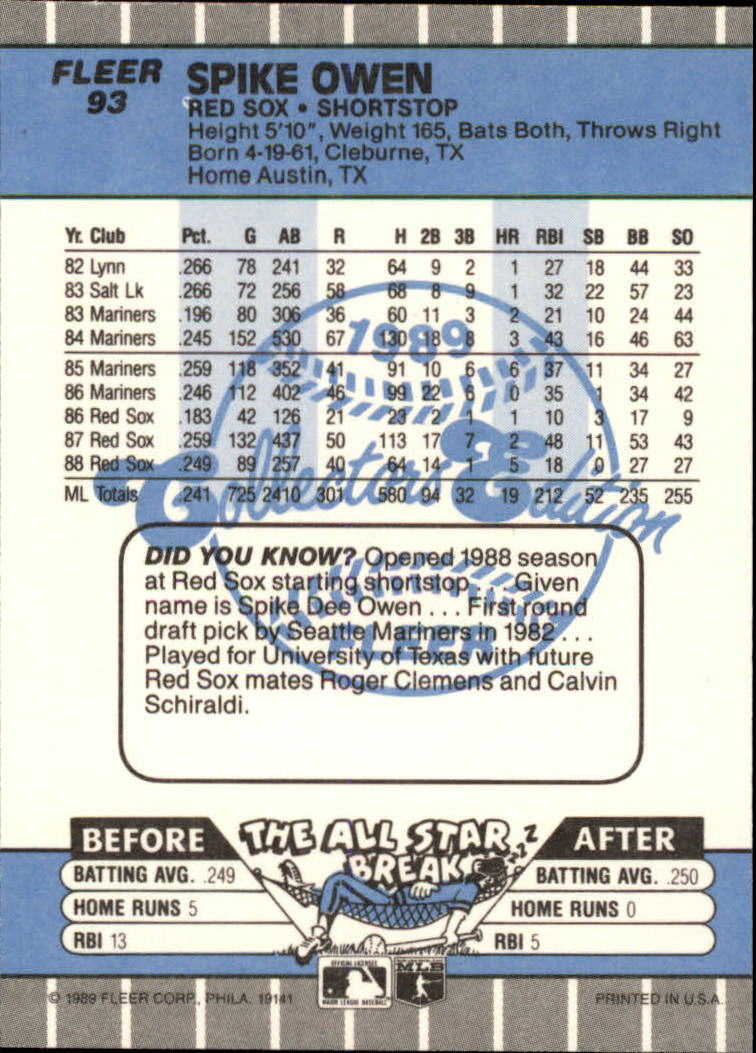 FLEER
93
SPIKE OWEN
RED SOX • SHORTSTOP
Height 5'10", Weight 165, Bats Both, Throws Right
Born 4-19-61, Cleburne, TX
Home Austin, TX
Yr. Club Pct. G AB R H 2B 3B HR RBI SB BB SO
82 Lynn .266 78 241 32 64 9 2 1 27 18 44 33
83 Salt Lk .266 72 256 58 68 8 9 1 32 22 57 23
83 Mariners .196 80 306 36 60 11 3 2 21 10 24 44
84 Mariners .245 152 530 67 130 18 8 3 43 16 46 63
85 Mariners .259 118 352 41 91 10 6 6 37 11 34 27
86 Mariners .246 112 402 46 99 22 6 0 35 1 34 42
86 Red Sox .183 42 126 21 23 2 1 1 10 3 17 9
87 Red Sox .259 132 437 50 113 17 7 2 48 11 53 43
88 Red Sox .249 89 257 40 64 14 1 5 18 0 27 27
ML Totals .241 725 2410 301 580 94 32 19 212 52 235 255
1989
Collectors' Edition
FLEER
DID YOU KNOW? Opened 1988 season
at Red Sox starting shortstop . . . Given
name is Spike Dee Owen . . . First round
draft pick by Seattle Mariners in 1982 . . .
Played for University of Texas with future
Red Sox mates Roger Clemens and Calvin
Schiraldi.
BEFORE THE ALL STAR BREAK AFTER
ZZZ
BATTING AVG. .249 BATTING AVG. .250
HOME RUNS 5 HOME RUNS 0
RBI 13 RBI 5
OFFICIAL LICENSEE
MAJOR LEAGUE BASEBALL
MLB
© 1989 FLEER CORP., PHILA. 19141 PRINTED IN U.S.A.